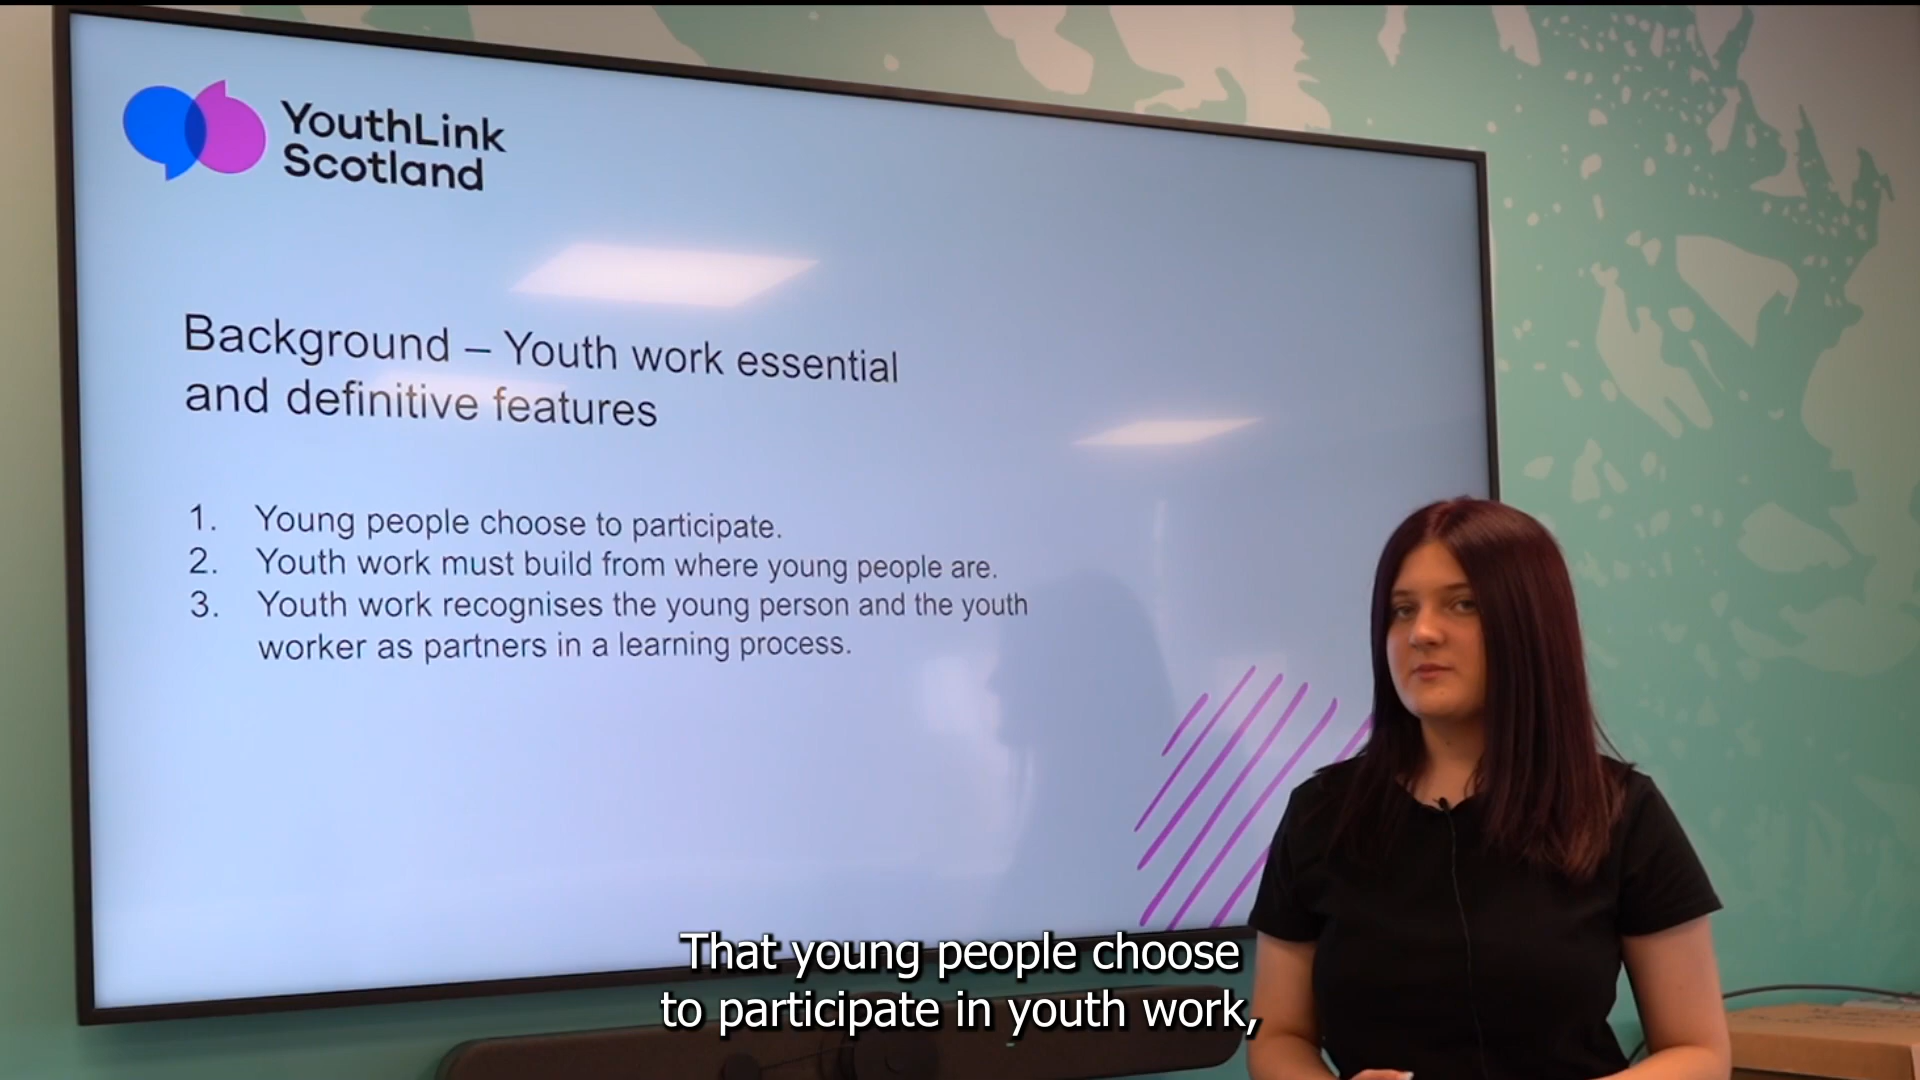 YouthLink
Scotland
Background – Youth work essential
and definitive features
1. Young people choose to participate.
2. Youth work must build from where young people are.
3. Youth work recognises the young person and the youth
worker as partners in a learning process.
That young people choose
to participate in youth work,